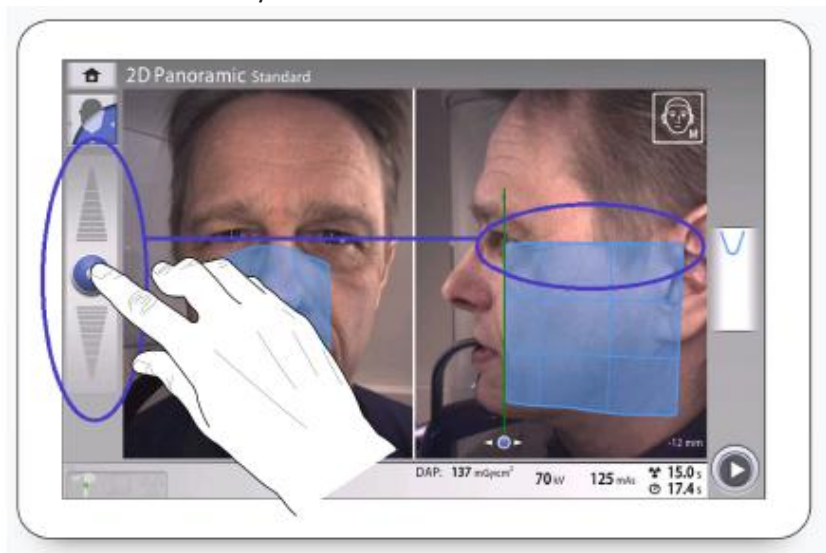 2D Panoramic Standard
M
-12 mm
DAP: 137 mGycm²
70 kV
125 mAs
15.0 s
17.4 s